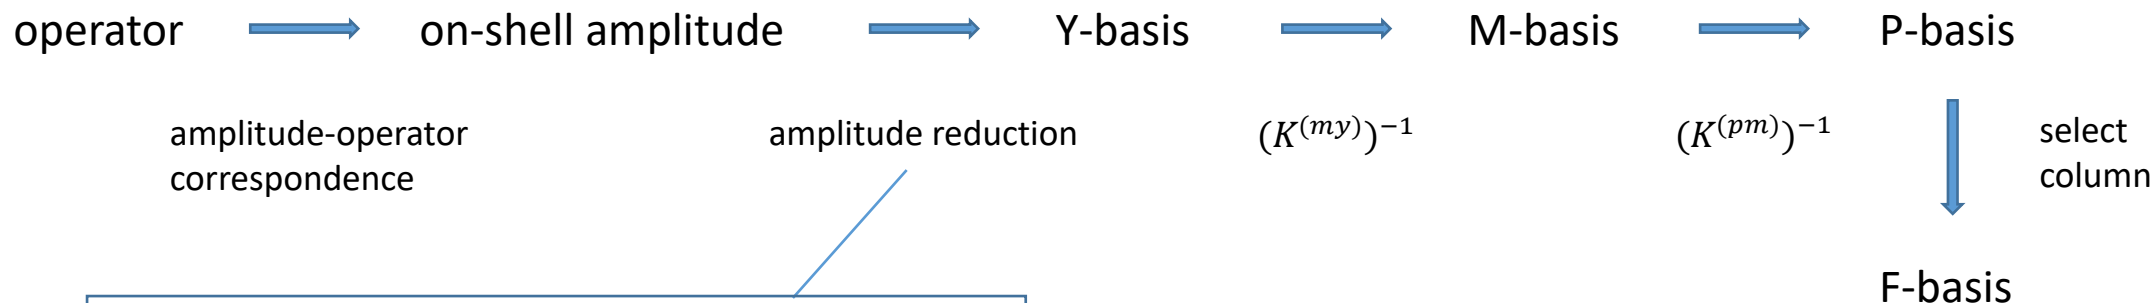 operator on-shell amplitude Y-basis M-basis P-basis
amplitude-operator correspondence
amplitude reduction
$(K^{(my)})^{-1}$
$(K^{(pm)})^{-1}$
select
column
F-basis